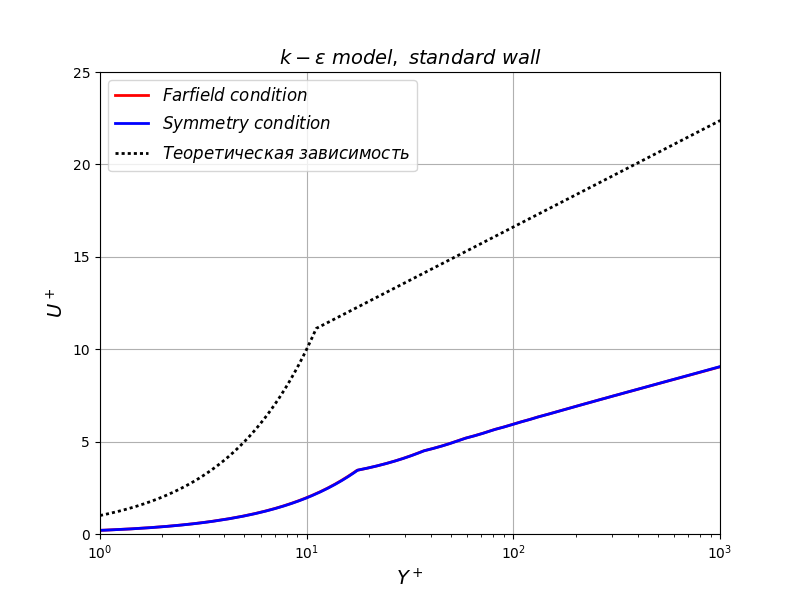 k − ε model, standard wall
Farfield condition
Symmetry condition
Теоретическая зависимость
25
20
15
10
5
0
U⁺
10⁰ 10¹ 10² 10³
Y⁺